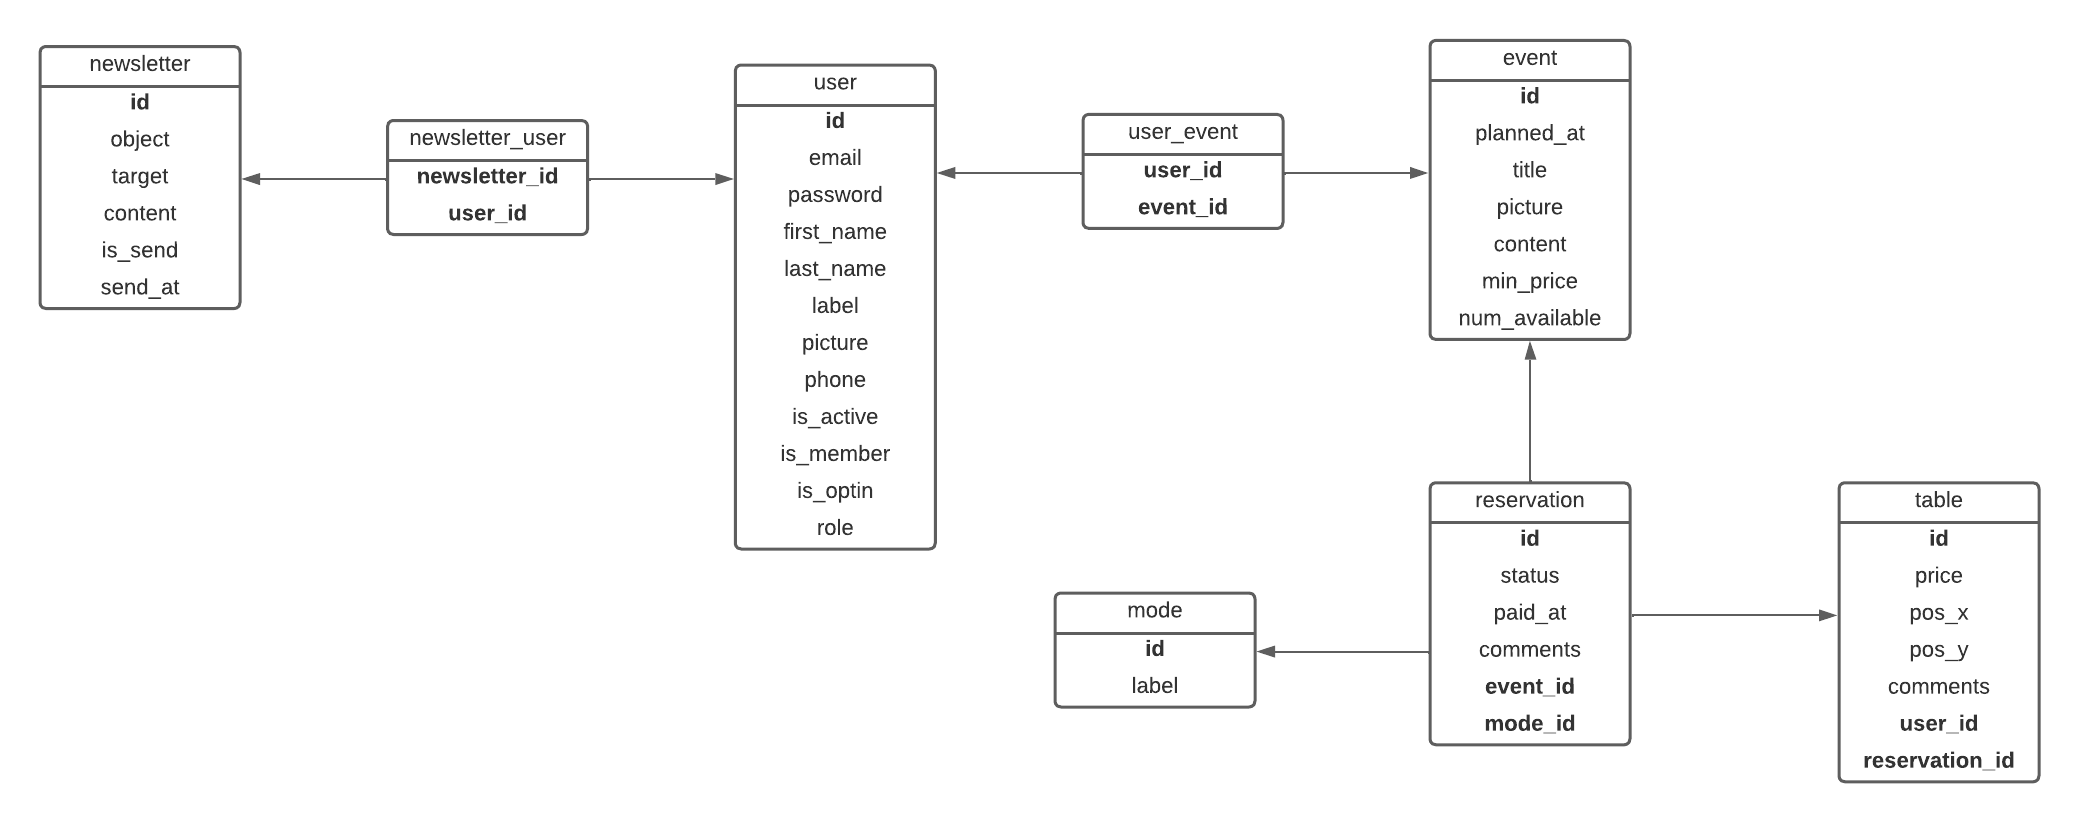 newsletter
id
object
target
content
is_send
send_at
newsletter_user
newsletter_id
user_id
user
id
email
password
first_name
last_name
label
picture
phone
is_active
is_member
is_optin
role
user_event
user_id
event_id
event
id
planned_at
title
picture
content
min_price
num_available
mode
id
label
reservation
id
status
paid_at
comments
event_id
mode_id
table
id
price
pos_x
pos_y
comments
user_id
reservation_id